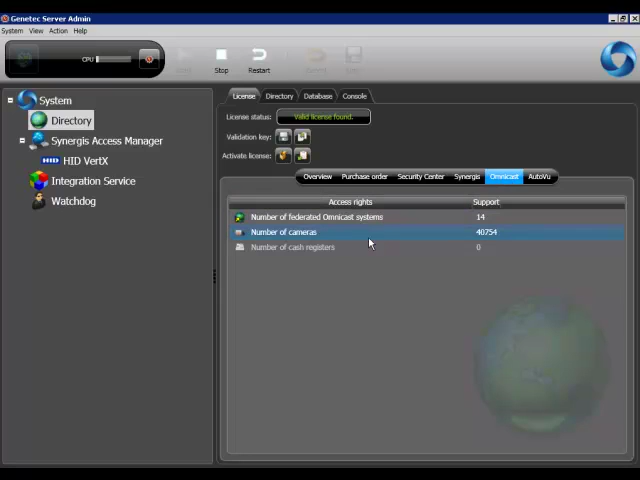 Genetec Server Admin
System View Action Help
CPU
Stop Restart
System
Directory
Synergis Access Manager
HID HID VertX
Integration Service
Watchdog
License Directory Database Console
License status: Valid license found.
Validation key:
Activate license:
Overview Purchase order Security Center Synergis Omnicast AutoVu
Access rights Support
Number of federated Omnicast systems 14
Number of cameras 40754
Number of cash registers 0